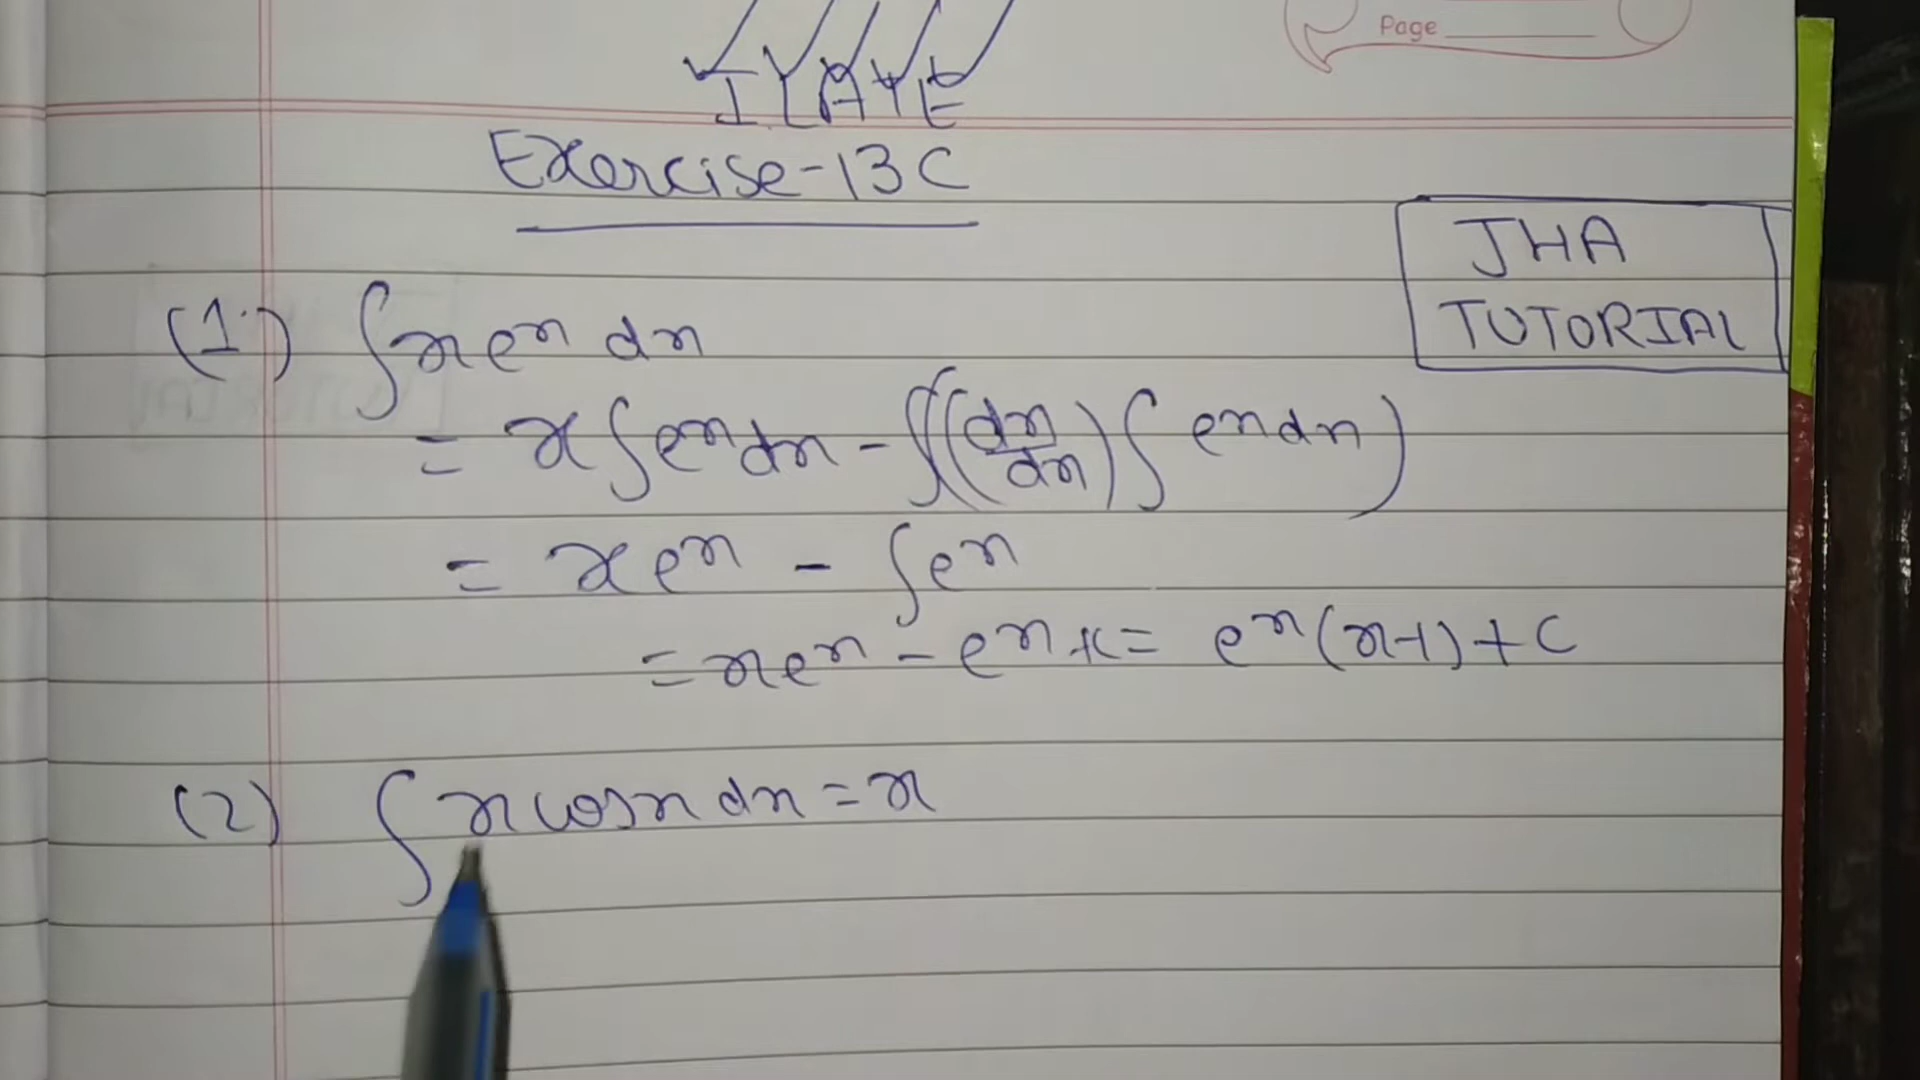 Page
ILATE
Exercise-13C
JHA
TUTORIAL
(1) ∫xeˣ dx
= x∫eˣdx - ∫((dx/dx)∫eˣdx)
= xeˣ - ∫eˣ
= xeˣ - eˣ+c = eˣ(x-1)+c
(2) ∫x cosx dx = x